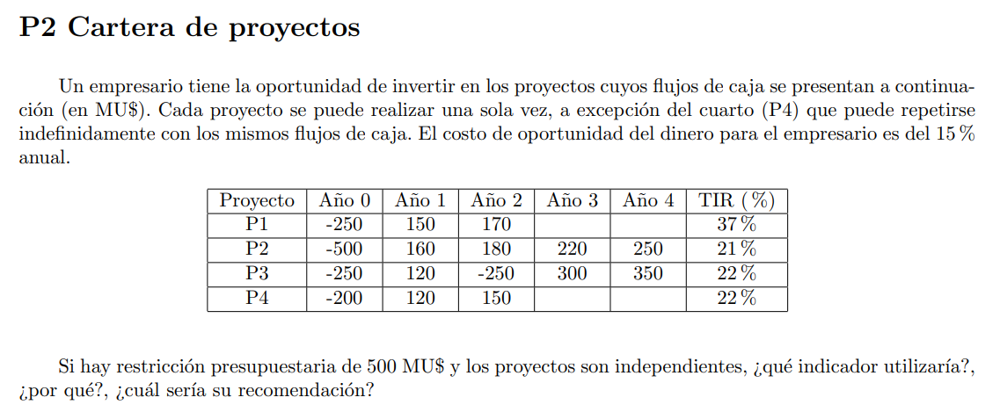 P2 Cartera de proyectos
Un empresario tiene la oportunidad de invertir en los proyectos cuyos flujos de caja se presentan a continua-
ción (en MU$). Cada proyecto se puede realizar una sola vez, a excepción del cuarto (P4) que puede repetirse
indefinidamente con los mismos flujos de caja. El costo de oportunidad del dinero para el empresario es del 15 %
anual.
Proyecto Año 0 Año 1 Año 2 Año 3 Año 4 TIR (%)
P1 -250 150 170 37 %
P2 -500 160 180 220 250 21 %
P3 -250 120 -250 300 350 22 %
P4 -200 120 150 22 %
Si hay restricción presupuestaria de 500 MU$ y los proyectos son independientes, ¿qué indicador utilizaría?,
¿por qué?, ¿cuál sería su recomendación?